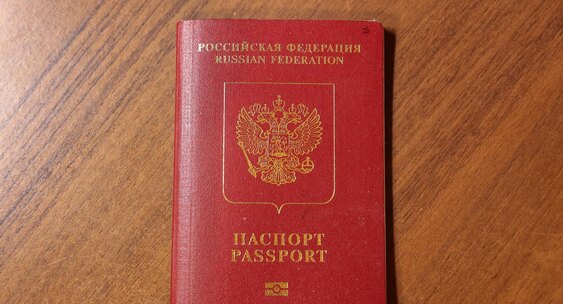 РОССИЙСКАЯ ФЕДЕРАЦИЯ
RUSSIAN FEDERATION
ПАСПОРТ
PASSPORT